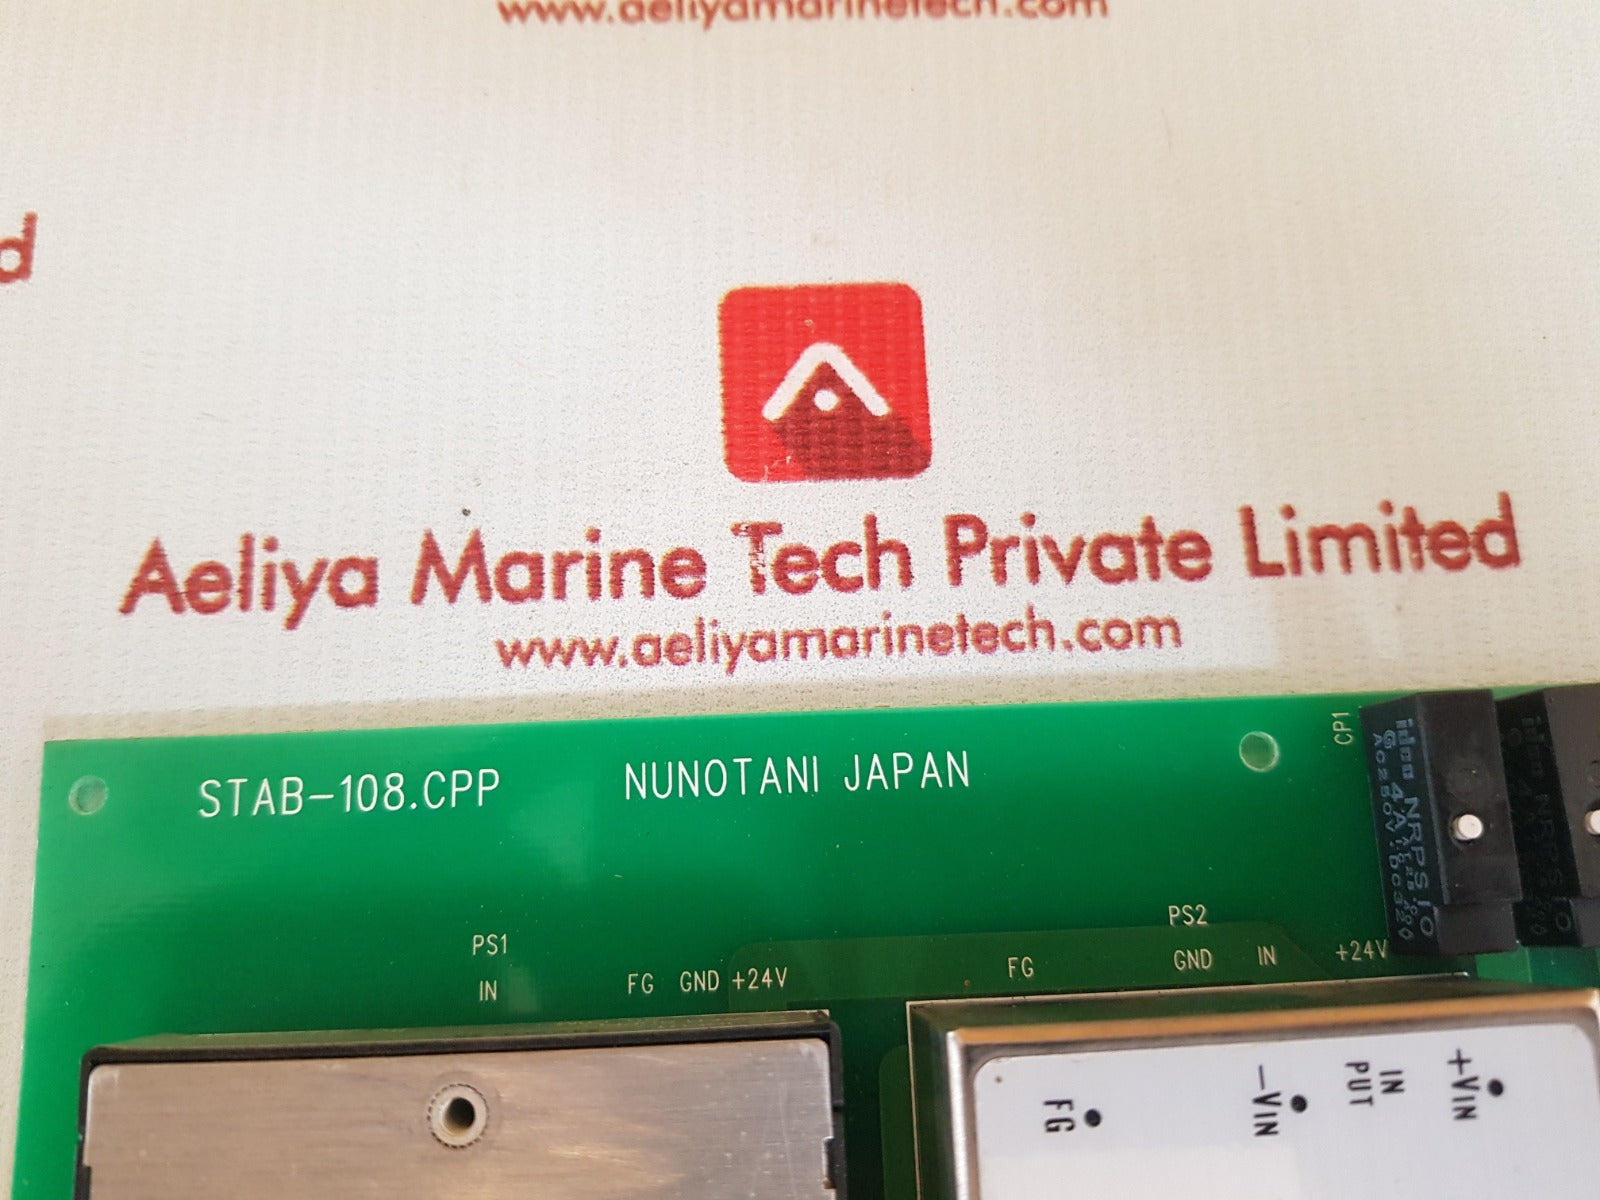 www.aeliyamarinetech.com
d
Aeliya Marine Tech Private Limited
www.aeliyamarinetech.com
STAB-108.CPP NUNOTANI JAPAN
CP1
PS1
IN FG GND +24V
PS2
FG GND IN +24V
FG
-VIN
IN
PUT
+VIN